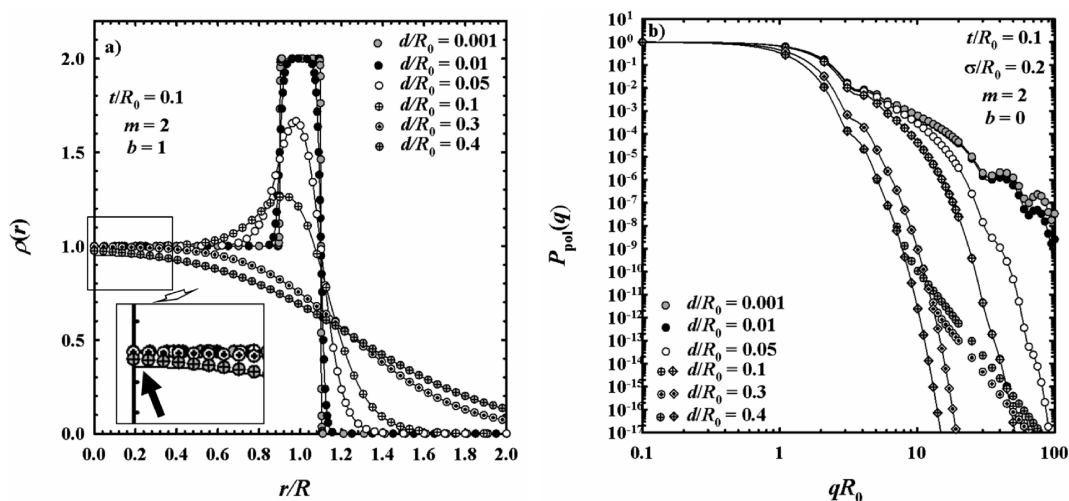 a)
2.0
1.5
1.0
0.5
0.0
ρ(r)
t/R₀ = 0.1
m = 2
b = 1
d/R₀ = 0.001
d/R₀ = 0.01
d/R₀ = 0.05
d/R₀ = 0.1
d/R₀ = 0.3
d/R₀ = 0.4
0.0 0.2 0.4 0.6 0.8 1.0 1.2 1.4 1.6 1.8 2.0
r/R
b)
10¹
10⁰
10⁻¹
10⁻²
10⁻³
10⁻⁴
10⁻⁵
10⁻⁶
10⁻⁷
10⁻⁸
10⁻⁹
10⁻¹⁰
10⁻¹¹
10⁻¹²
10⁻¹³
10⁻¹⁴
10⁻¹⁵
10⁻¹⁶
10⁻¹⁷
Pₚₒₗ(q)
t/R₀ = 0.1
σ/R₀ = 0.2
m = 2
b = 0
d/R₀ = 0.001
d/R₀ = 0.01
d/R₀ = 0.05
d/R₀ = 0.1
d/R₀ = 0.3
d/R₀ = 0.4
0.1 1 10 100
qR₀